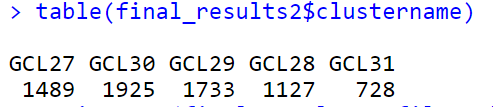 > table(final_results2$clustername)
GCL27 GCL30 GCL29 GCL28 GCL31
1489 1925 1733 1127 728